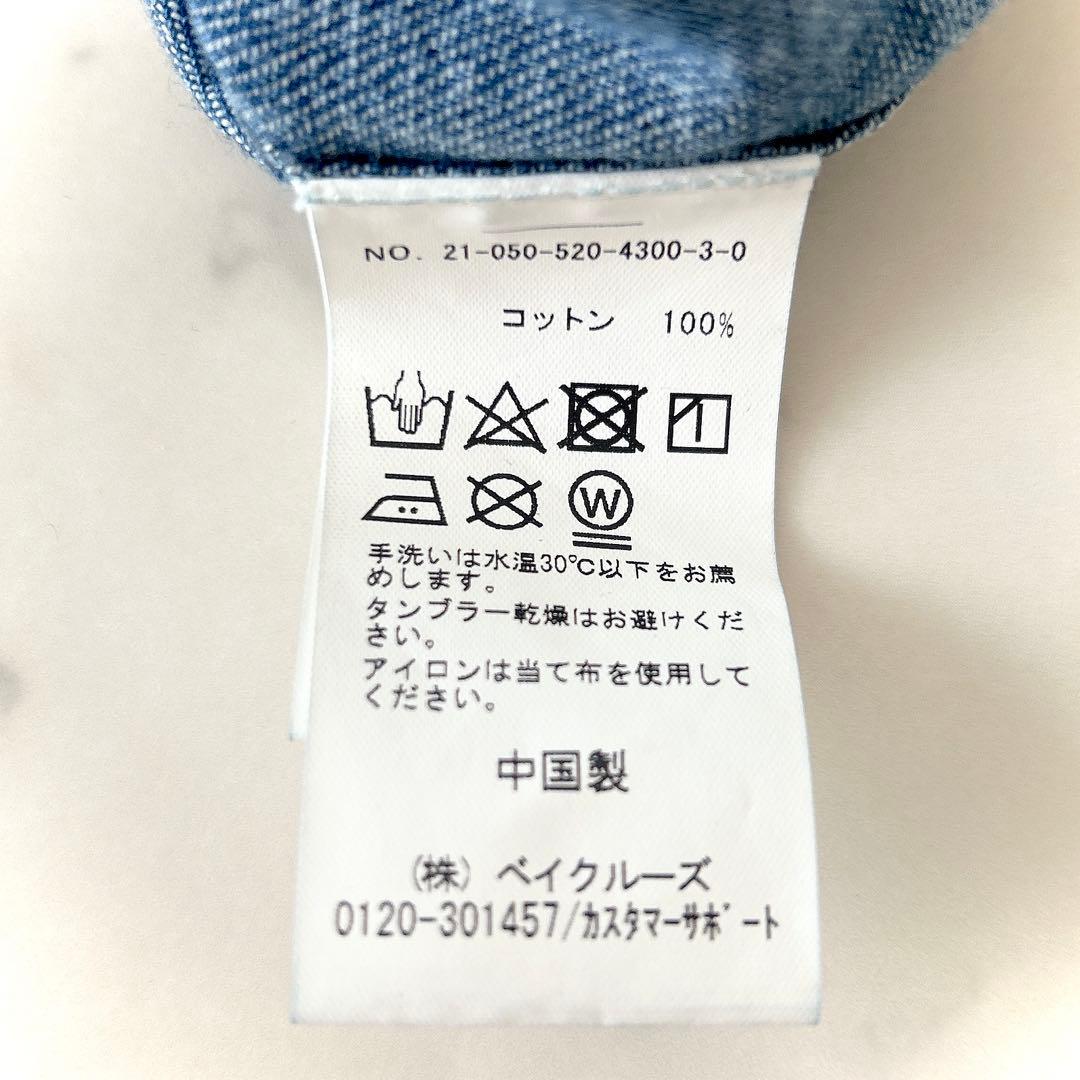 NO. 21-050-520-4300-3-0
コットン 100%
W
手洗いは水温30℃以下をお薦
めします。
タンブラー乾燥はお避けくだ
さい。
アイロンは当て布を使用して
ください。
中国製
(株) ベイクルーズ
0120-301457/ｶｽﾀﾏｰｻﾎﾟｰﾄ